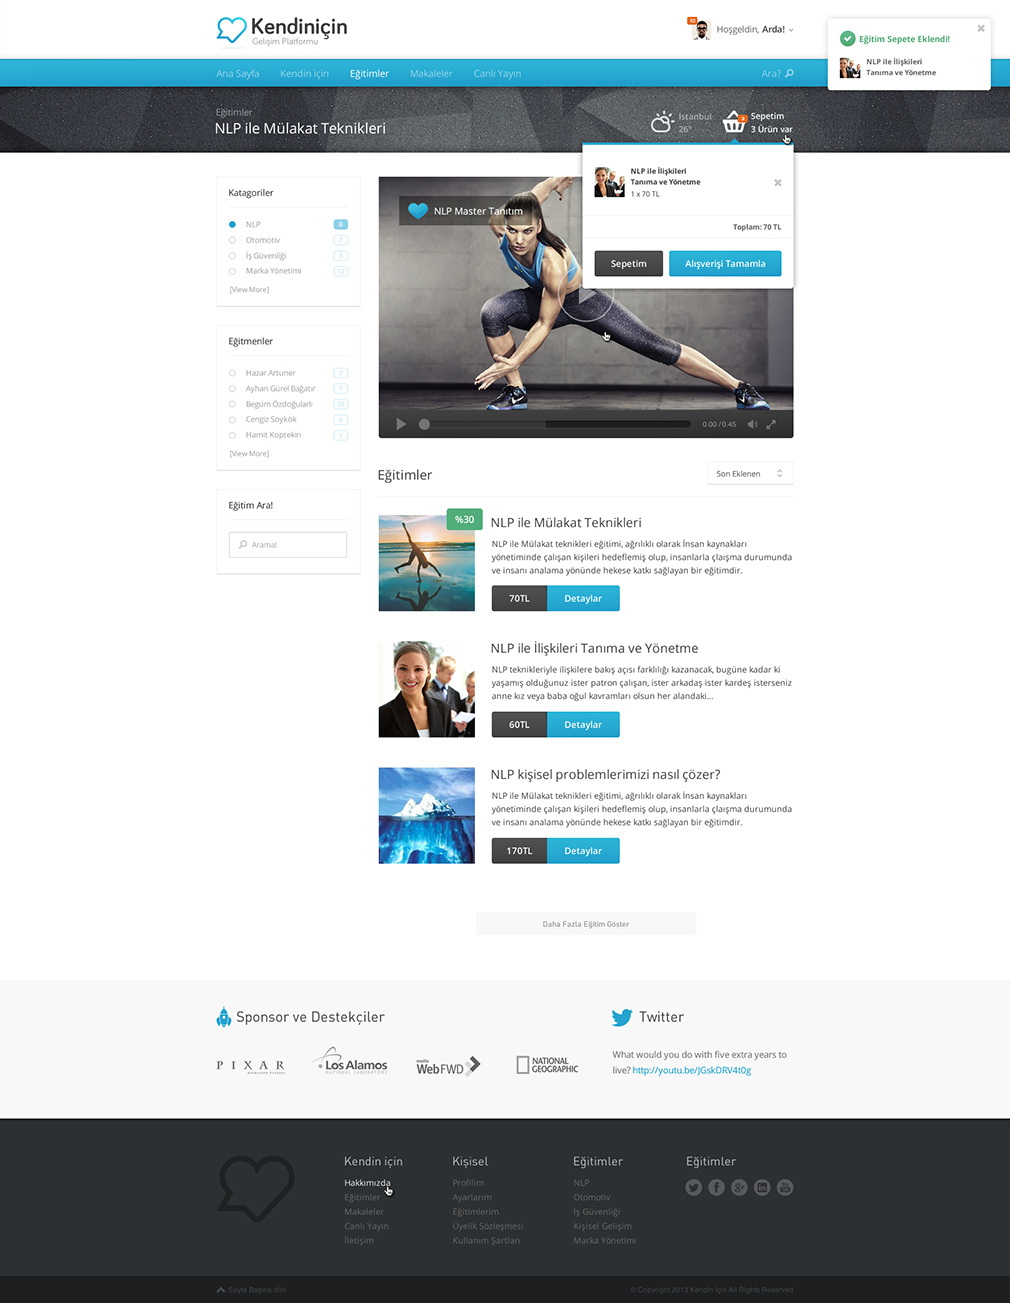 Kendiniçin
Gelişim Platformu
10
Hoşgeldin, Arda!
Eğitim Sepete Eklendi!
NLP ile İlişkileri
Tanıma ve Yönetme
Ana Sayfa
Kendin için
Eğitimler
Makaleler
Canlı Yayın
Ara?
Eğitimler
NLP ile Mülakat Teknikleri
İstanbul
26°
3
Sepetim
3 Ürün var
NLP ile İlişkileri
Tanıma ve Yönetme
1 x 70 TL
Toplam: 70 TL
Sepetim
Alışverişi Tamamla
Katagoriler
NLP 6
Otomotiv 2
İş Güvenliği
Marka Yönetimi 12
[View More]
Eğitmenler
Hazar Artuner 2
Ayhan Gürel Bağatır 7
Begüm Özdoğularlı
Cengiz Soykök
Hamit Koptekin 1
[View More]
Eğitim Ara!
Arama!
NLP Master Tanıtım
0.00 / 0.45
Eğitimler
Son Eklenen
%30
NLP ile Mülakat Teknikleri
NLP ile Mülakat teknikleri eğitimi, ağrılıklı olarak İnsan kaynakları
yönetiminde çalışan kişileri hedeflemiş olup, insanlarla çlaışma durumunda
ve insanı analama yönünde hekese katkı sağlayan bir eğitimdir.
70TL
Detaylar
NLP ile İlişkileri Tanıma ve Yönetme
NLP teknikleriyle ilişkilere bakış açısı farklılığı kazanacak, bugüne kadar ki
yaşamış olduğunuz ister patron çalışan, ister arkadaş ister kardeş isterseniz
anne kız veya baba oğul kavramları olsun her alandaki...
60TL
Detaylar
NLP kişisel problemlerimizi nasıl çözer?
NLP ile Mülakat teknikleri eğitimi, ağrılıklı olarak İnsan kaynakları
yönetiminde çalışan kişileri hedeflemiş olup, insanlarla çlaışma durumunda
ve insanı analama yönünde hekese katkı sağlayan bir eğitimdir.
170TL
Detaylar
Daha Fazla Eğitim Göster
Sponsor ve Destekçiler
PIXAR
ANIMATION STUDIOS
Los Alamos
NATIONAL LABORATORY
mozilla
WebFWD
NATIONAL
GEOGRAPHIC
Twitter
What would you do with five extra years to
live? http://youtu.be/JGskDRV4t0g
Kendin için
Hakkımızda
Eğitimler
Makaleler
Canlı Yayın
İletişim
Kişisel
Profilim
Ayarlarım
Eğitimlerim
Üyelik Sözleşmesi
Kullanım Şartları
Eğitimler
NLP
Otomotiv
İş Güvenliği
Kişisel Gelişim
Marka Yönetimi
Eğitimler
Sayfa Başına dön
© Copyright 2013 Kendin İçin All Rights Reserved